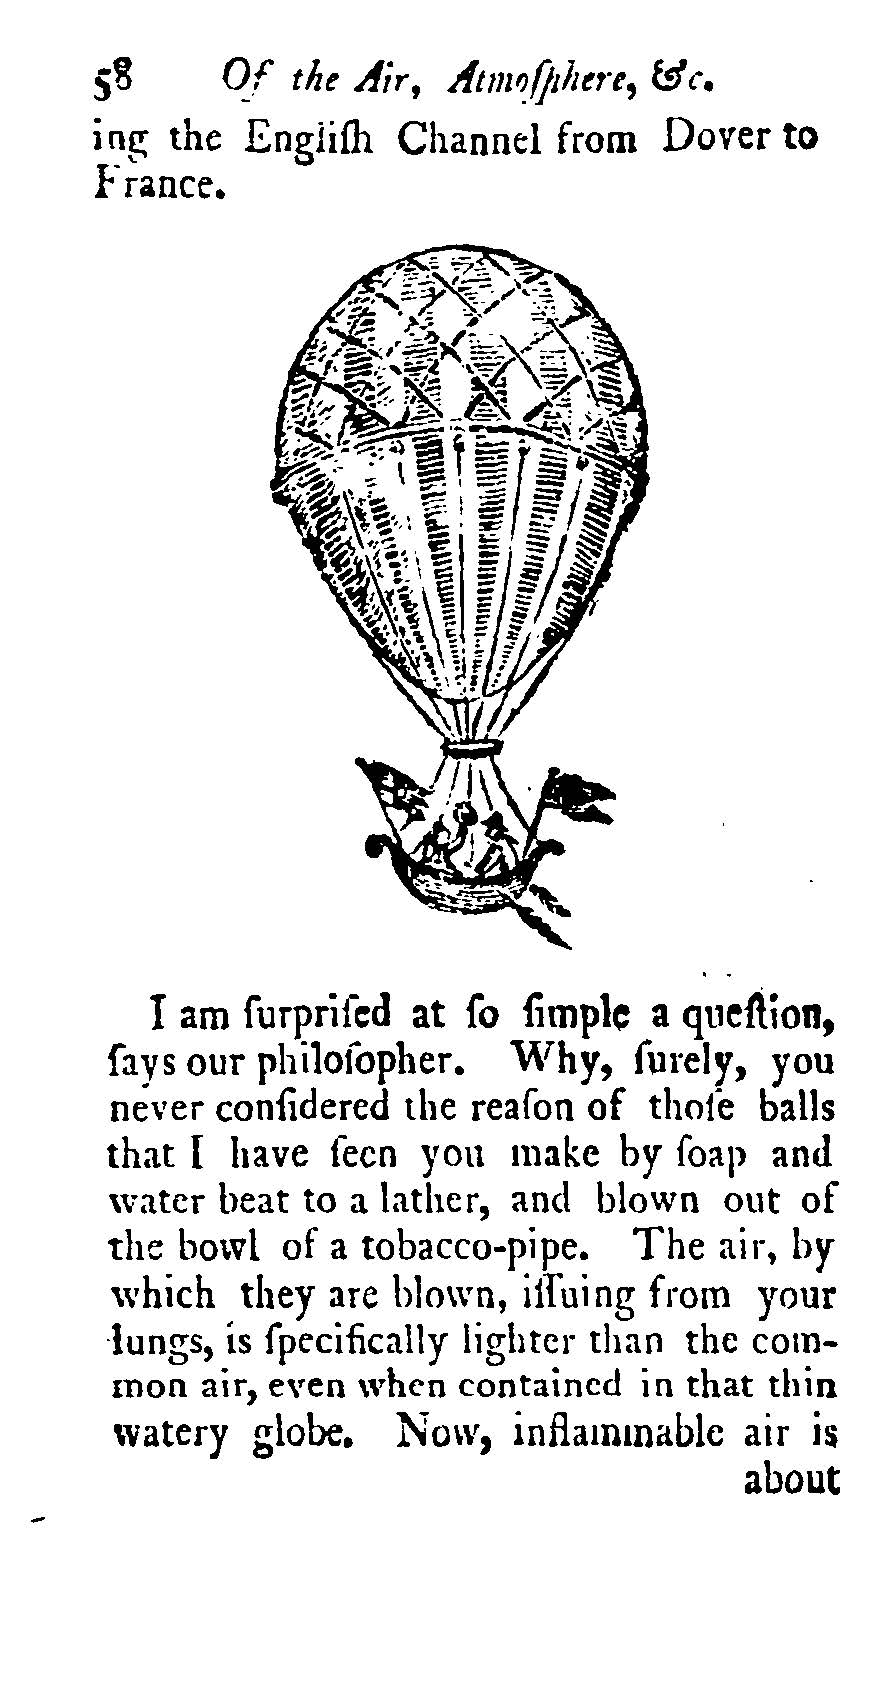 58 Of the Air, Atmoſphere, &c.
ing the Engliſh Channel from Dover to
France.
I am ſurpriſed at ſo ſimple a queſtion,
ſays our philoſopher. Why, ſurely, you
never conſidered the reaſon of thoſe balls
that I have ſeen you make by ſoap and
water beat to a lather, and blown out of
the bowl of a tobacco-pipe. The air, by
which they are blown, iſſuing from your
lungs, is ſpecifically lighter than the com-
mon air, even when contained in that thin
watery globe. Now, inflammable air is
about